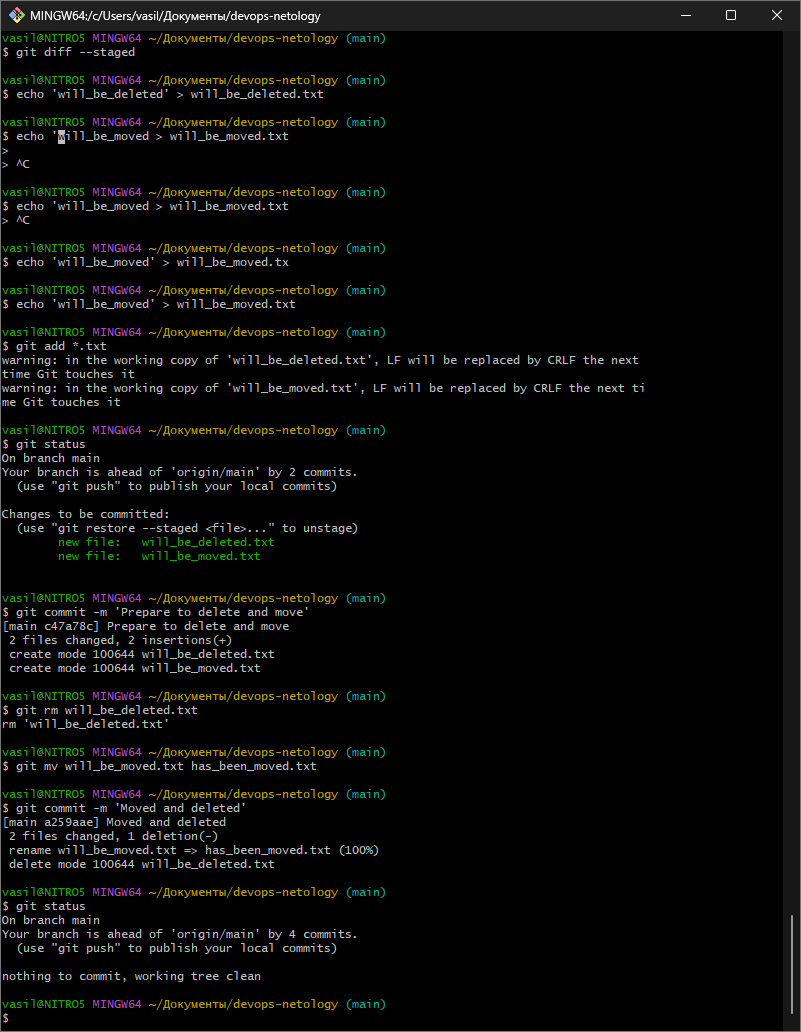 MINGW64:/c/Users/vasil/Документы/devops-netology
vasil@NITRO5 MINGW64 ~/Документы/devops-netology (main)
$ git diff --staged
vasil@NITRO5 MINGW64 ~/Документы/devops-netology (main)
$ echo 'will_be_deleted' > will_be_deleted.txt
vasil@NITRO5 MINGW64 ~/Документы/devops-netology (main)
$ echo 'will_be_moved > will_be_moved.txt
>
> ^C
vasil@NITRO5 MINGW64 ~/Документы/devops-netology (main)
$ echo 'will_be_moved > will_be_moved.txt
> ^C
vasil@NITRO5 MINGW64 ~/Документы/devops-netology (main)
$ echo 'will_be_moved' > will_be_moved.tx
vasil@NITRO5 MINGW64 ~/Документы/devops-netology (main)
$ echo 'will_be_moved' > will_be_moved.txt
vasil@NITRO5 MINGW64 ~/Документы/devops-netology (main)
$ git add *.txt
warning: in the working copy of 'will_be_deleted.txt', LF will be replaced by CRLF the next
time Git touches it
warning: in the working copy of 'will_be_moved.txt', LF will be replaced by CRLF the next ti
me Git touches it
vasil@NITRO5 MINGW64 ~/Документы/devops-netology (main)
$ git status
On branch main
Your branch is ahead of 'origin/main' by 2 commits.
(use "git push" to publish your local commits)
Changes to be committed:
(use "git restore --staged <file>..." to unstage)
new file:   will_be_deleted.txt
new file:   will_be_moved.txt
vasil@NITRO5 MINGW64 ~/Документы/devops-netology (main)
$ git commit -m 'Prepare to delete and move'
[main c47a78c] Prepare to delete and move
2 files changed, 2 insertions(+)
create mode 100644 will_be_deleted.txt
create mode 100644 will_be_moved.txt
vasil@NITRO5 MINGW64 ~/Документы/devops-netology (main)
$ git rm will_be_deleted.txt
rm 'will_be_deleted.txt'
vasil@NITRO5 MINGW64 ~/Документы/devops-netology (main)
$ git mv will_be_moved.txt has_been_moved.txt
vasil@NITRO5 MINGW64 ~/Документы/devops-netology (main)
$ git commit -m 'Moved and deleted'
[main a259aae] Moved and deleted
2 files changed, 1 deletion(-)
rename will_be_moved.txt => has_been_moved.txt (100%)
delete mode 100644 will_be_deleted.txt
vasil@NITRO5 MINGW64 ~/Документы/devops-netology (main)
$ git status
On branch main
Your branch is ahead of 'origin/main' by 4 commits.
(use "git push" to publish your local commits)
nothing to commit, working tree clean
vasil@NITRO5 MINGW64 ~/Документы/devops-netology (main)
$